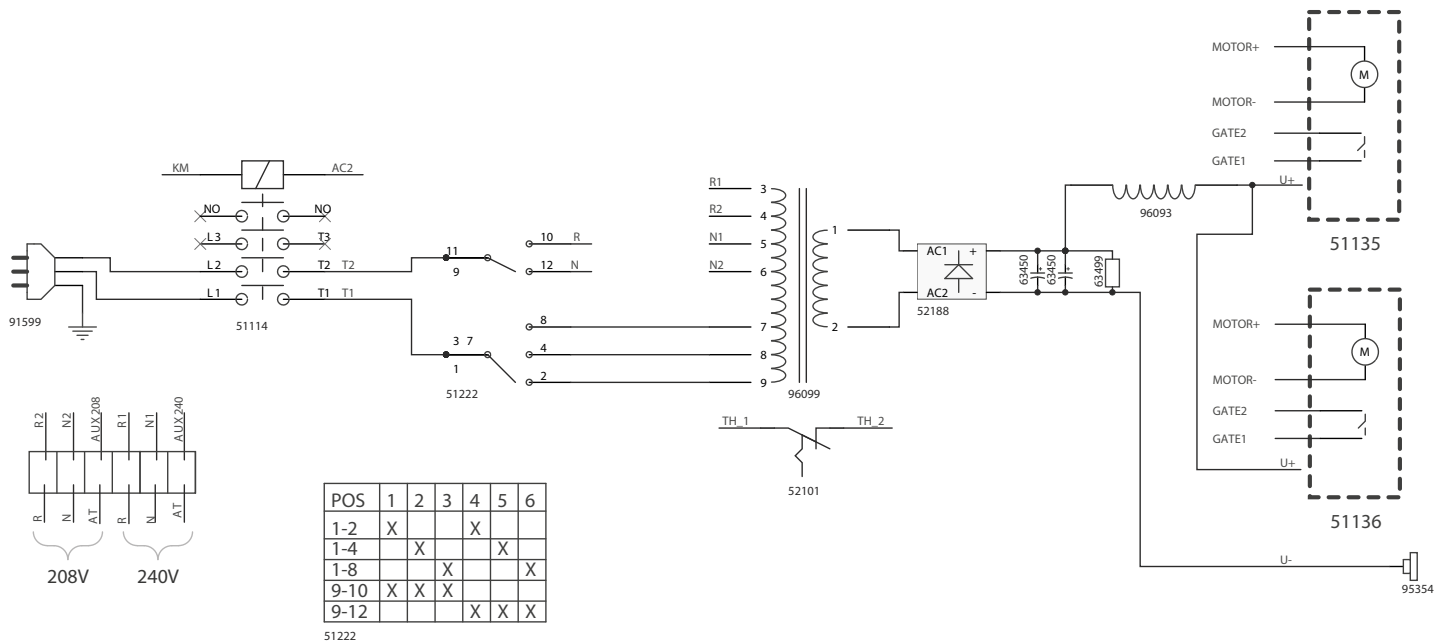 MOTOR+
M
MOTOR-
GATE2
GATE1
U+
51135
KM
AC2
NO
NO
L3
T3
L2
T2
T2
L1
T1
T1
91599
51114
11
9
10
R
12
N
3 7
1
8
4
2
51222
R1
3
R2
4
N1
5
N2
6
7
8
9
1
2
96099
AC1
+
AC2
-
52188
63450
+
63450
+
63499
96093
MOTOR+
M
MOTOR-
GATE2
GATE1
U+
51136
TH_1
TH_2
52101
U-
95354
R2 N2 AUX208 R1 N1 AUX240
R N AT R N AT
208V 240V
POS 1 2 3 4 5 6
1-2 X X
1-4 X X
1-8 X X
9-10 X X X
9-12 X X X
51222